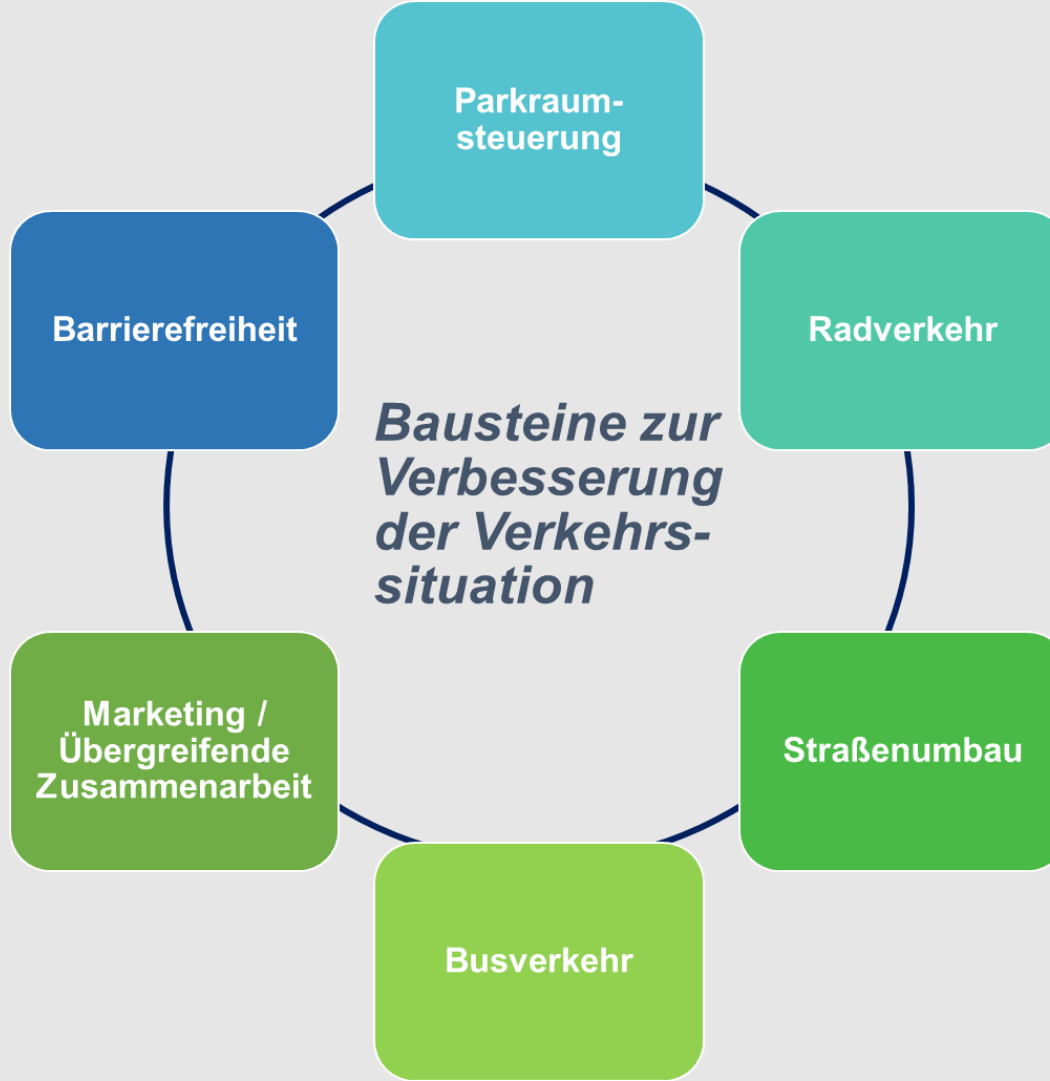 Parkraum-
steuerung
Barrierefreiheit
Radverkehr
Bausteine zur
Verbesserung
der Verkehrs-
situation
Marketing /
Übergreifende
Zusammenarbeit
Straßenumbau
Busverkehr